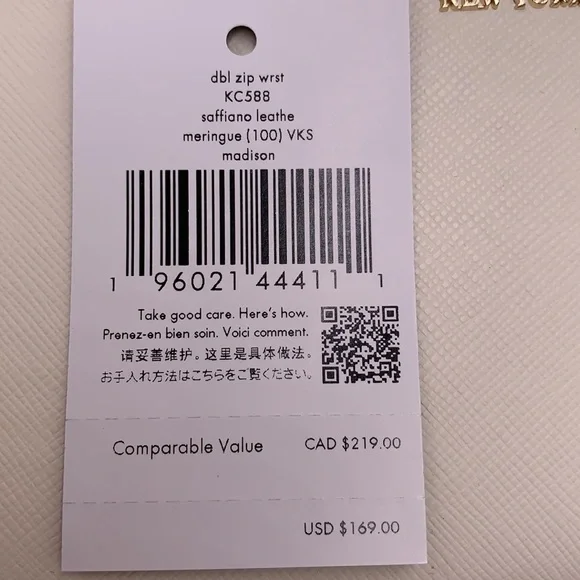 NEW YORK
dbl zip wrst
KC588
saffiano leathe
meringue (100) VKS
madison
1 96021 44411 1
Take good care. Here's how.
Prenez-en bien soin. Voici comment.
请妥善维护。这里是具体做法。
お手入れ方法はこちらをご覧ください。
Comparable Value CAD $219.00
USD $169.00